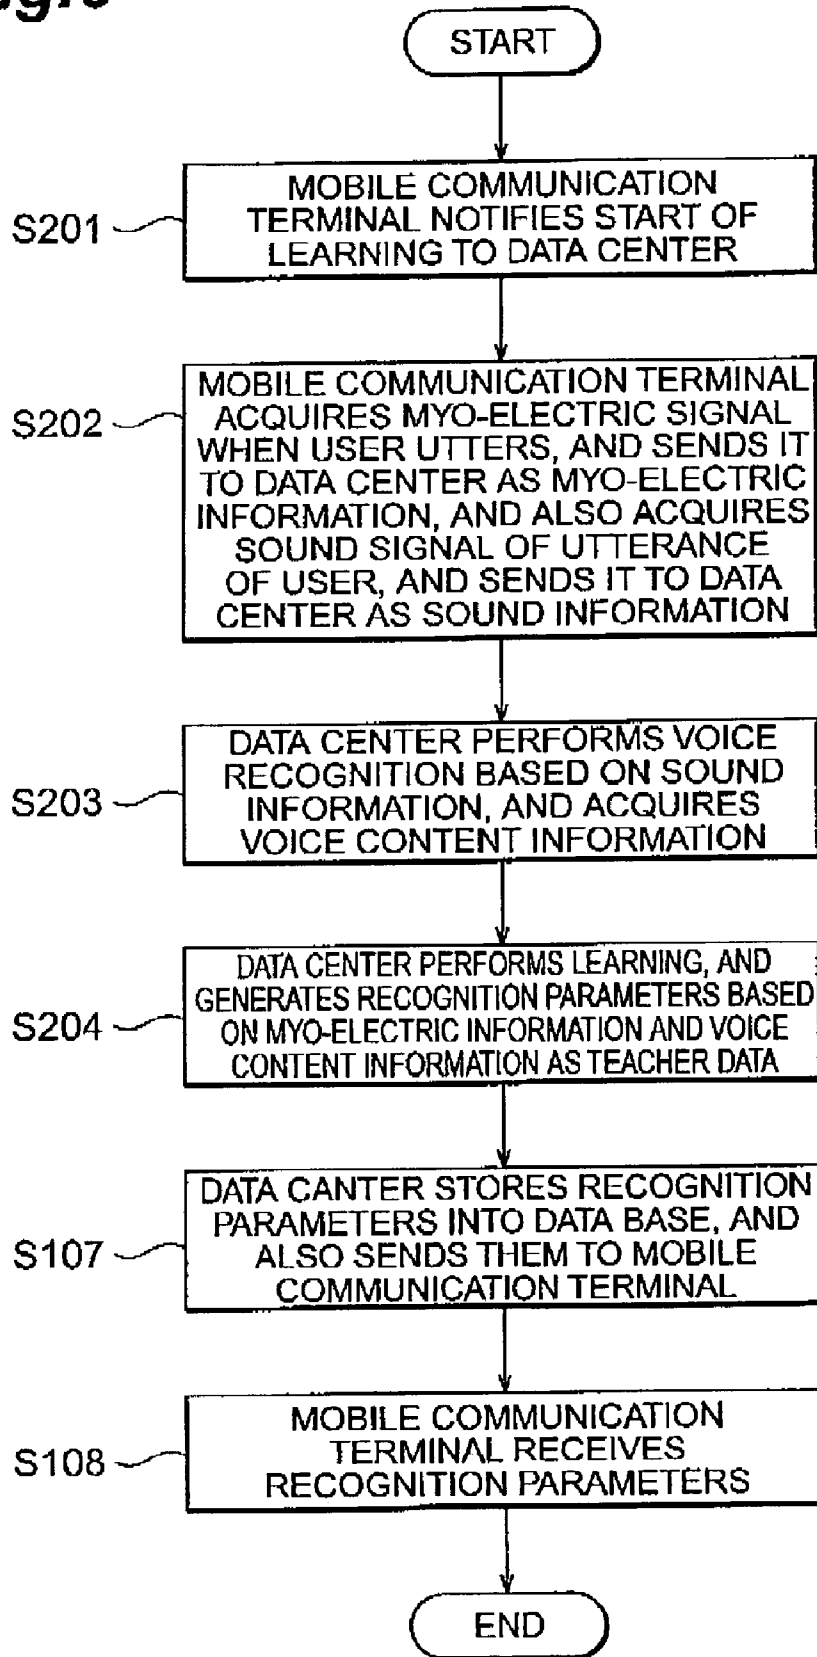 START
S201
MOBILE COMMUNICATION
TERMINAL NOTIFIES START OF
LEARNING TO DATA CENTER
S202
MOBILE COMMUNICATION TERMINAL
ACQUIRES MYO-ELECTRIC SIGNAL
WHEN USER UTTERS, AND SENDS IT
TO DATA CENTER AS MYO-ELECTRIC
INFORMATION, AND ALSO ACQUIRES
SOUND SIGNAL OF UTTERANCE
OF USER, AND SENDS IT TO DATA
CENTER AS SOUND INFORMATION
S203
DATA CENTER PERFORMS VOICE
RECOGNITION BASED ON SOUND
INFORMATION, AND ACQUIRES
VOICE CONTENT INFORMATION
S204
DATA CENTER PERFORMS LEARNING, AND
GENERATES RECOGNITION PARAMETERS BASED
ON MYO-ELECTRIC INFORMATION AND VOICE
CONTENT INFORMATION AS TEACHER DATA
S107
DATA CANTER STORES RECOGNITION
PARAMETERS INTO DATA BASE, AND
ALSO SENDS THEM TO MOBILE
COMMUNICATION TERMINAL
S108
MOBILE COMMUNICATION
TERMINAL RECEIVES
RECOGNITION PARAMETERS
END